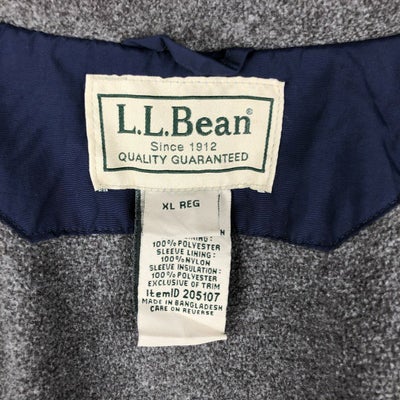 L.L.Bean®
Since 1912
QUALITY GUARANTEED
XL REG
LINING:
100% POLYESTER
SLEEVE LINING:
100% NYLON
SLEEVE INSULATION:
100% POLYESTER
EXCLUSIVE OF TRIM
ItemID 205107
MADE IN BANGLADESH
CARE ON REVERSE